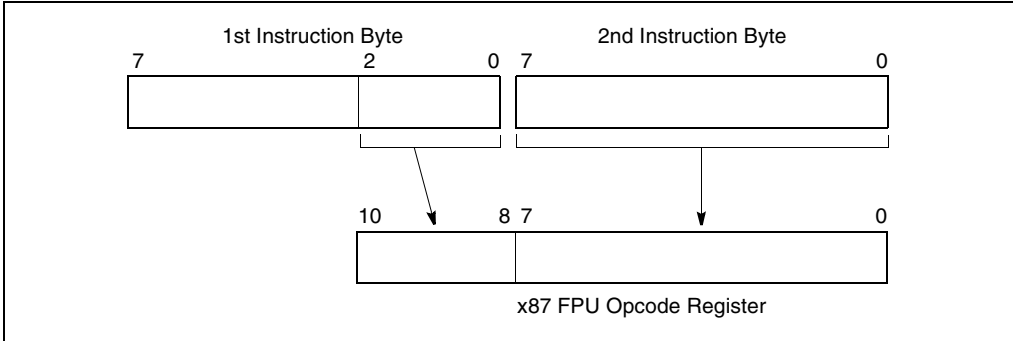 1st Instruction Byte 2nd Instruction Byte
7 2 0 7 0
10 8 7 0
x87 FPU Opcode Register